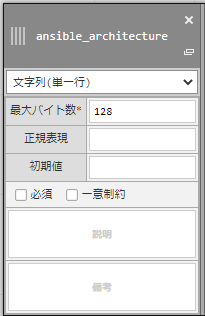 ansible_architecture
文字列(単一行)
最大バイト数* 128
正規表現
初期値
必須 一意制約
説明
備考